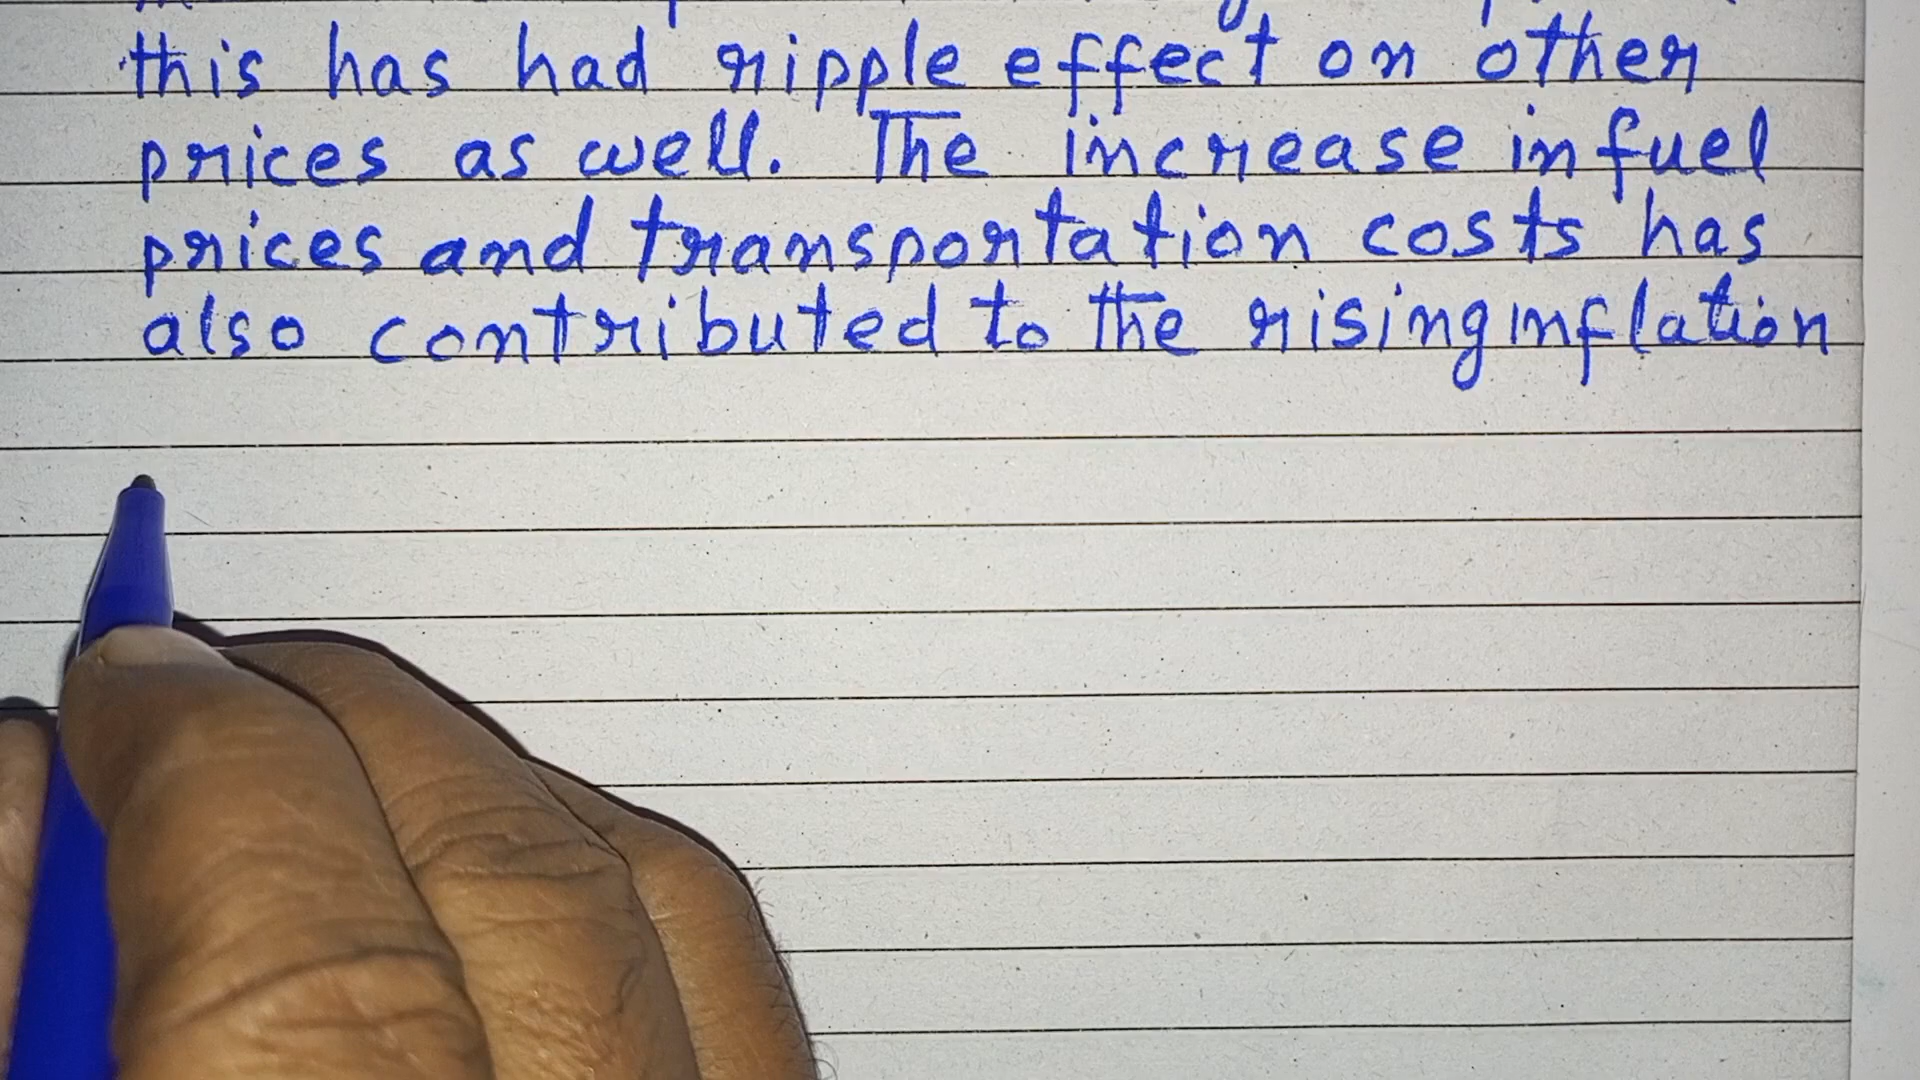 this has had ripple effect on other
prices as well. The increase in fuel
prices and transportation costs has
also contributed to the rising inflation